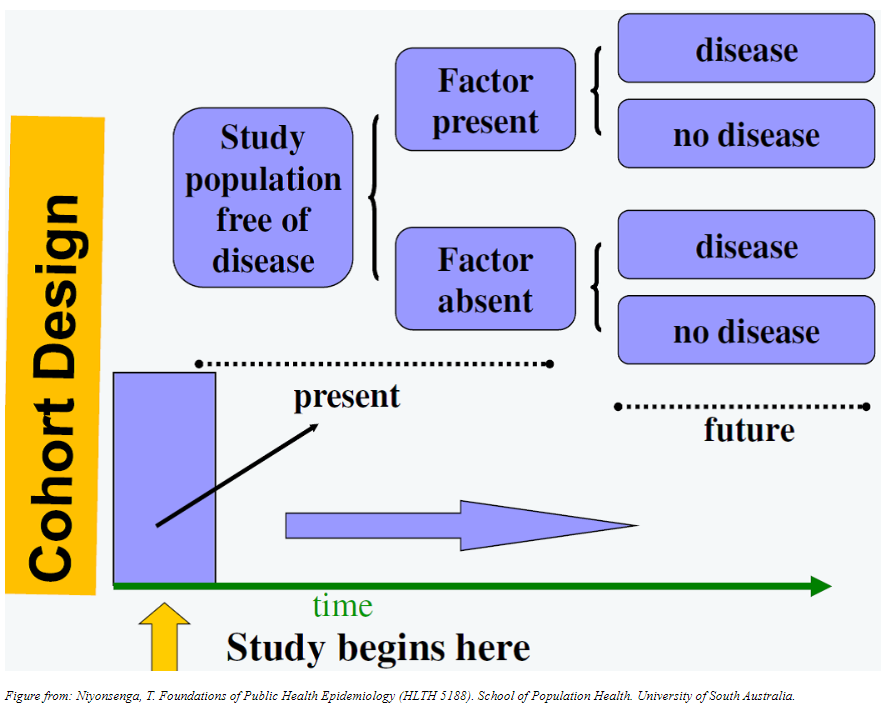 Cohort Design
Study
population
free of
disease
Factor
present
Factor
absent
disease
no disease
disease
no disease
present
future
time
Study begins here
Figure from: Niyonsenga, T. Foundations of Public Health Epidemiology (HLTH 5188). School of Population Health. University of South Australia.